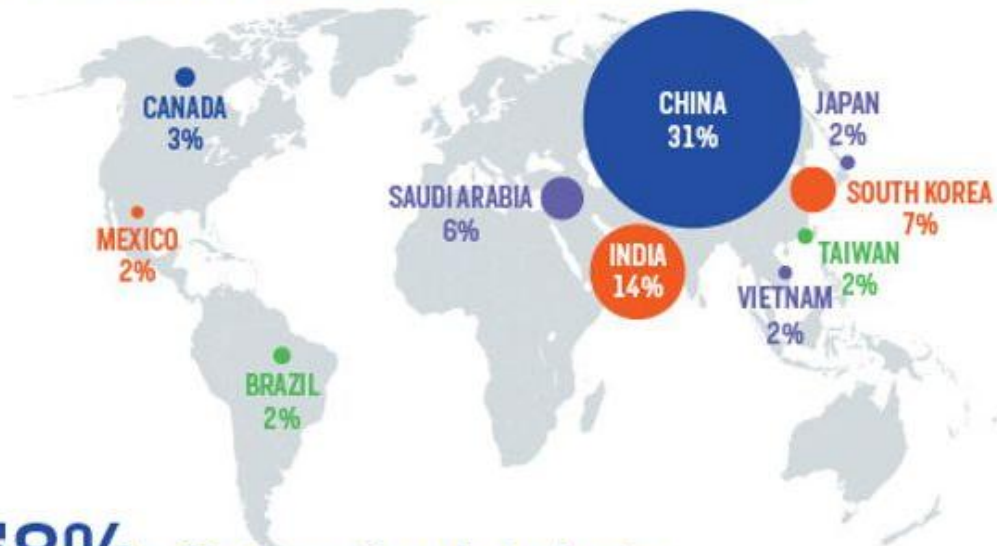 CANADA
3%
MEXICO
2%
BRAZIL
2%
SAUDI ARABIA
6%
CHINA
31%
INDIA
14%
JAPAN
2%
SOUTH KOREA
7%
TAIWAN
2%
VIETNAM
2%